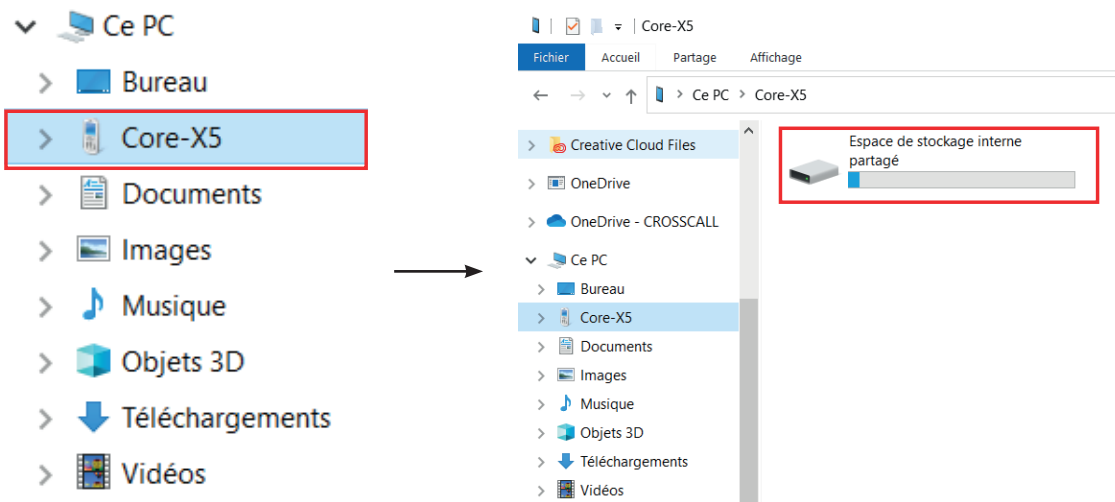 Ce PC
Bureau
Core-X5
Documents
Images
Musique
Objets 3D
Téléchargements
Vidéos
Core-X5
Fichier Accueil Partage Affichage
Ce PC Core-X5
Creative Cloud Files
OneDrive
OneDrive - CROSSCALL
Ce PC
Bureau
Core-X5
Documents
Images
Musique
Objets 3D
Téléchargements
Vidéos
Espace de stockage interne
partagé